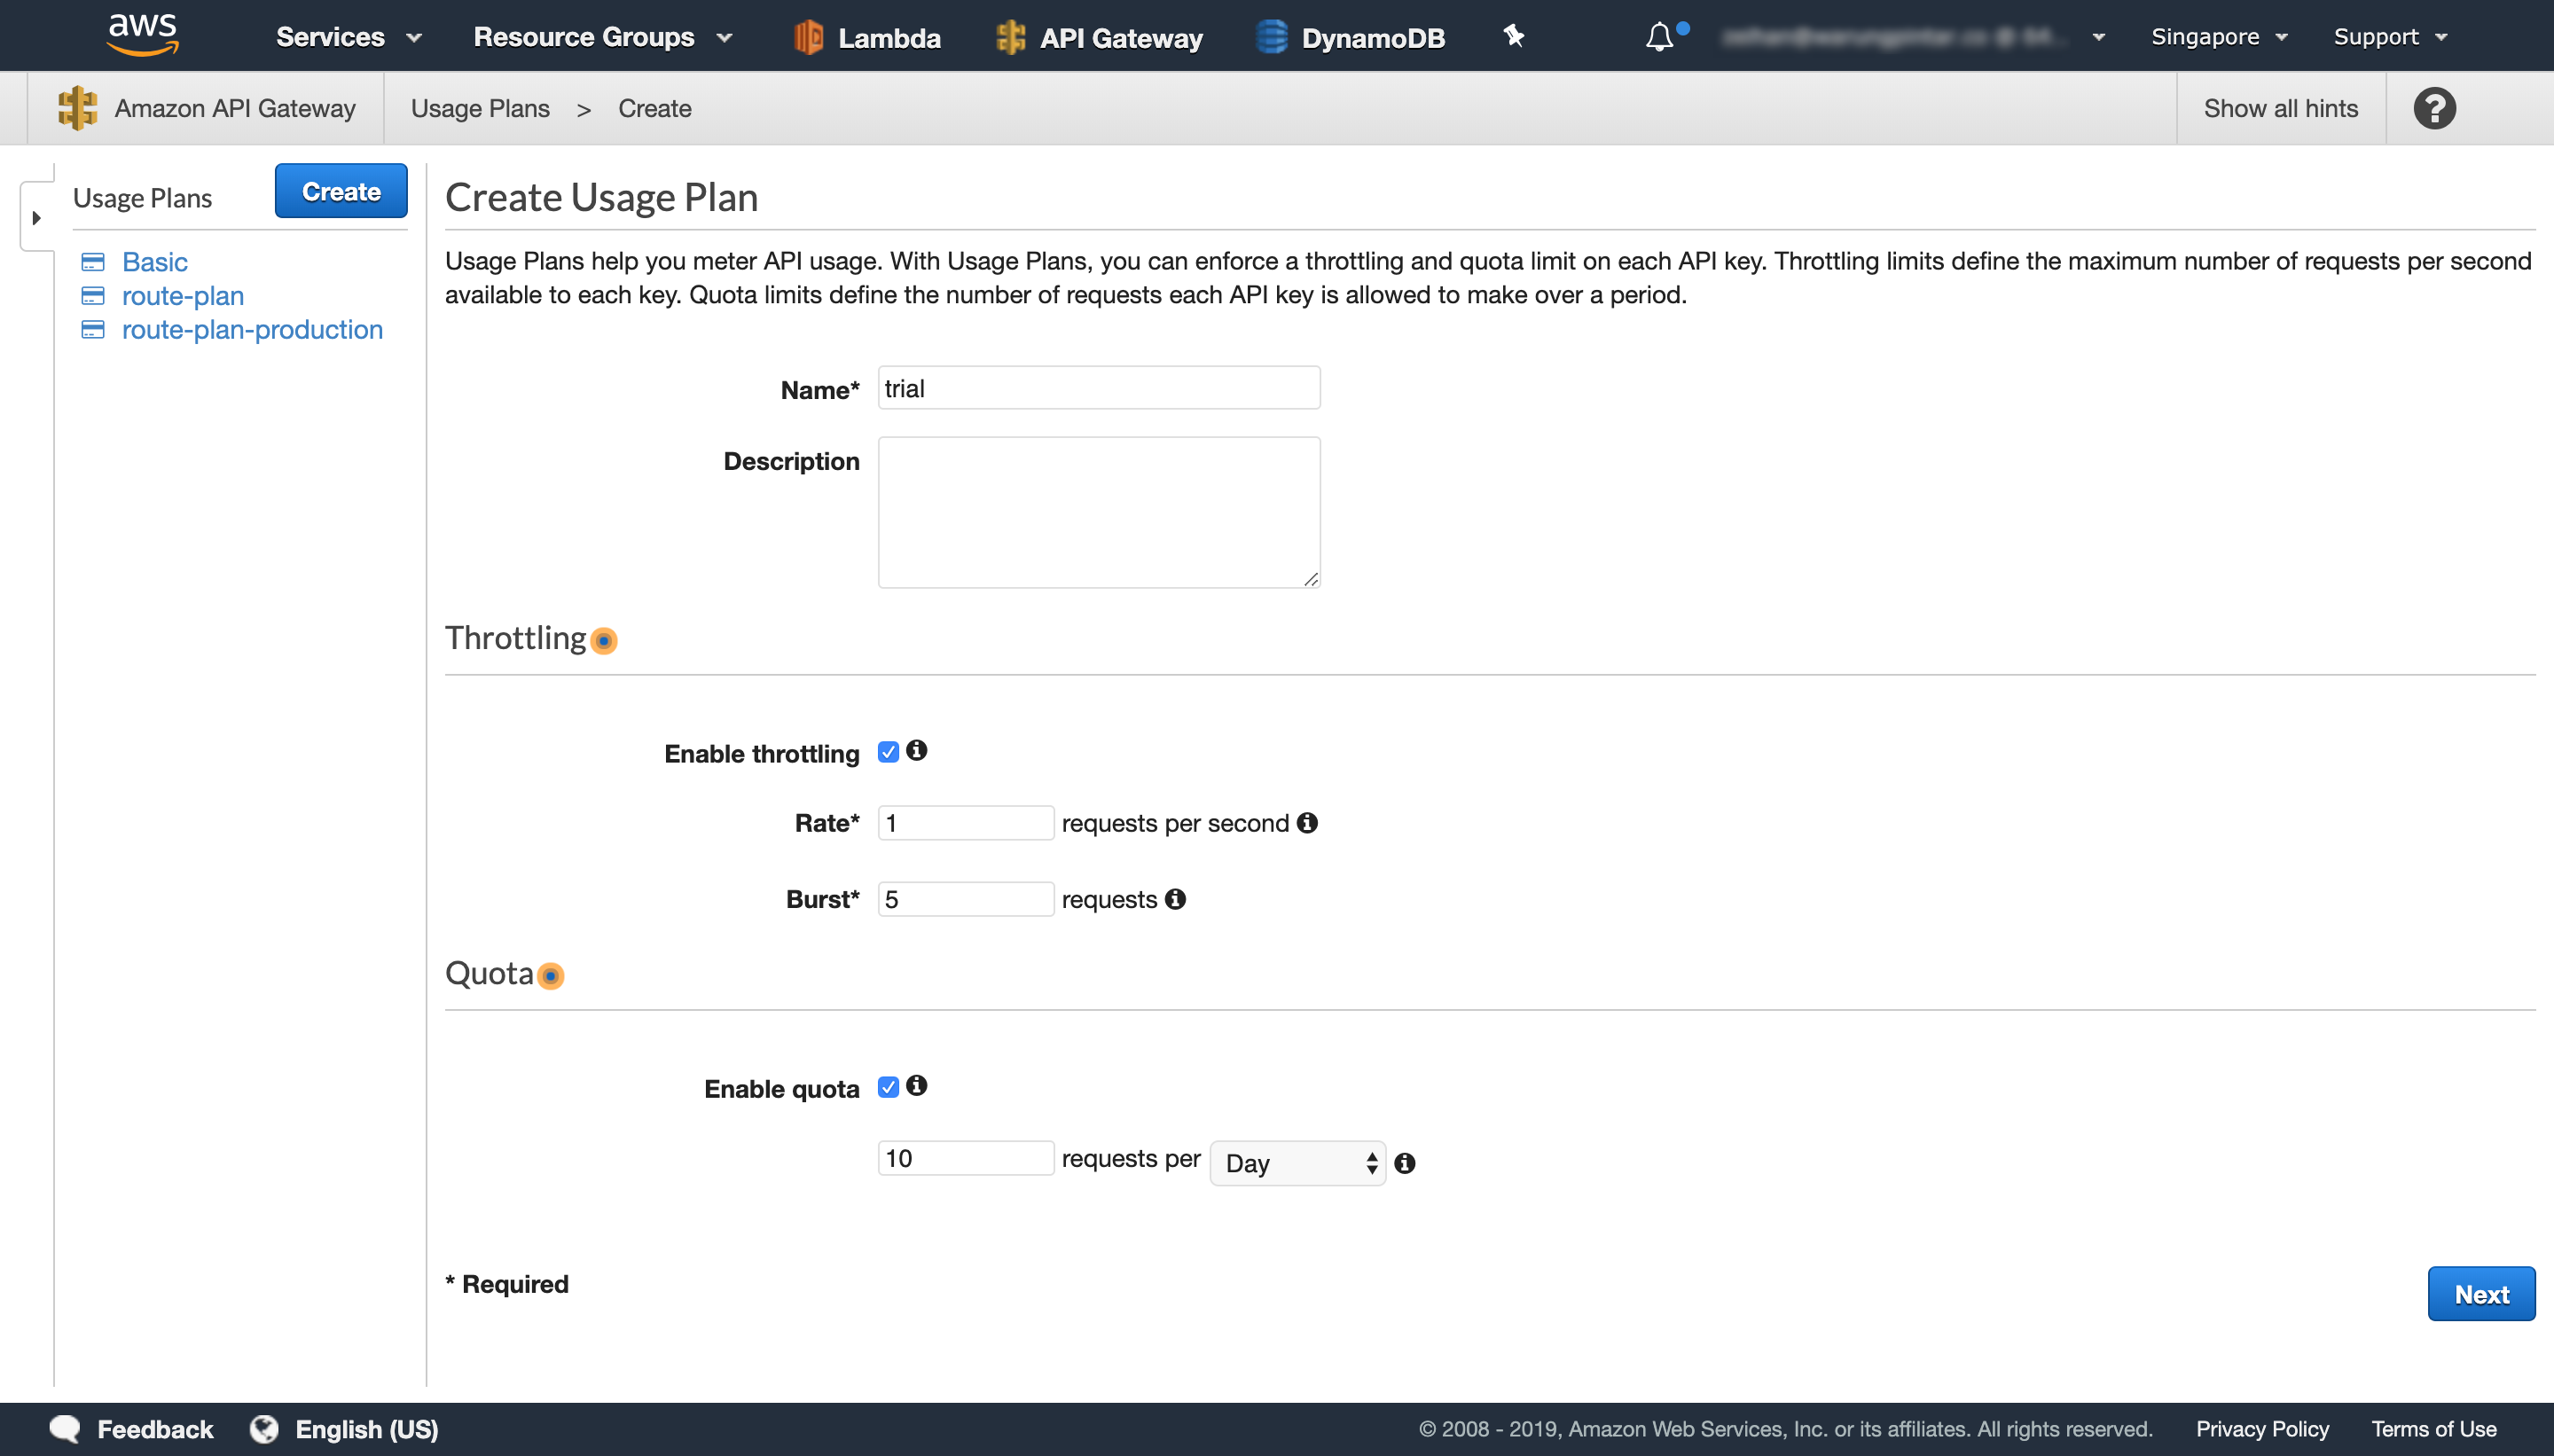 aws Services Resource Groups Lambda API Gateway DynamoDB Singapore Support
Amazon API Gateway Usage Plans > Create Show all hints ?
Usage Plans Create
Basic
route-plan
route-plan-production
Create Usage Plan
Usage Plans help you meter API usage. With Usage Plans, you can enforce a throttling and quota limit on each API key. Throttling limits define the maximum number of requests per second
available to each key. Quota limits define the number of requests each API key is allowed to make over a period.
Name* trial
Description
Throttling
Enable throttling
Rate* 1 requests per second
Burst* 5 requests
Quota
Enable quota
10 requests per Day
* Required
Next
Feedback English (US) © 2008 - 2019, Amazon Web Services, Inc. or its affiliates. All rights reserved. Privacy Policy Terms of Use